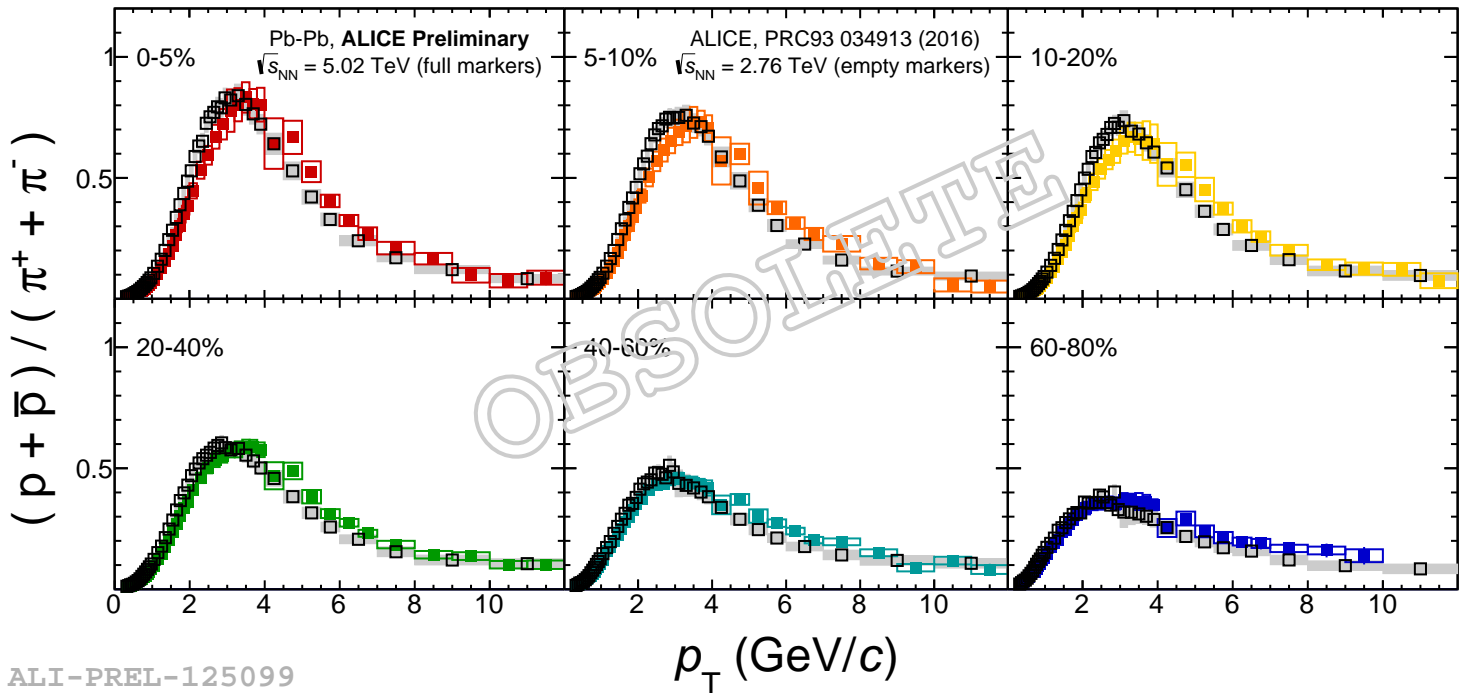 Pb-Pb, ALICE Preliminary
√sNN = 5.02 TeV (full markers)
0-5%
ALICE, PRC93 034913 (2016)
√sNN = 2.76 TeV (empty markers)
5-10%
10-20%
1
0.5
20-40%
40-60%
60-80%
1
0.5
0 2 4 6 8 10
2 4 6 8 10
2 4 6 8 10
( p + p̅ ) / ( π⁺ + π⁻ )
pT (GeV/c)
OBSOLETE
ALI-PREL-125099